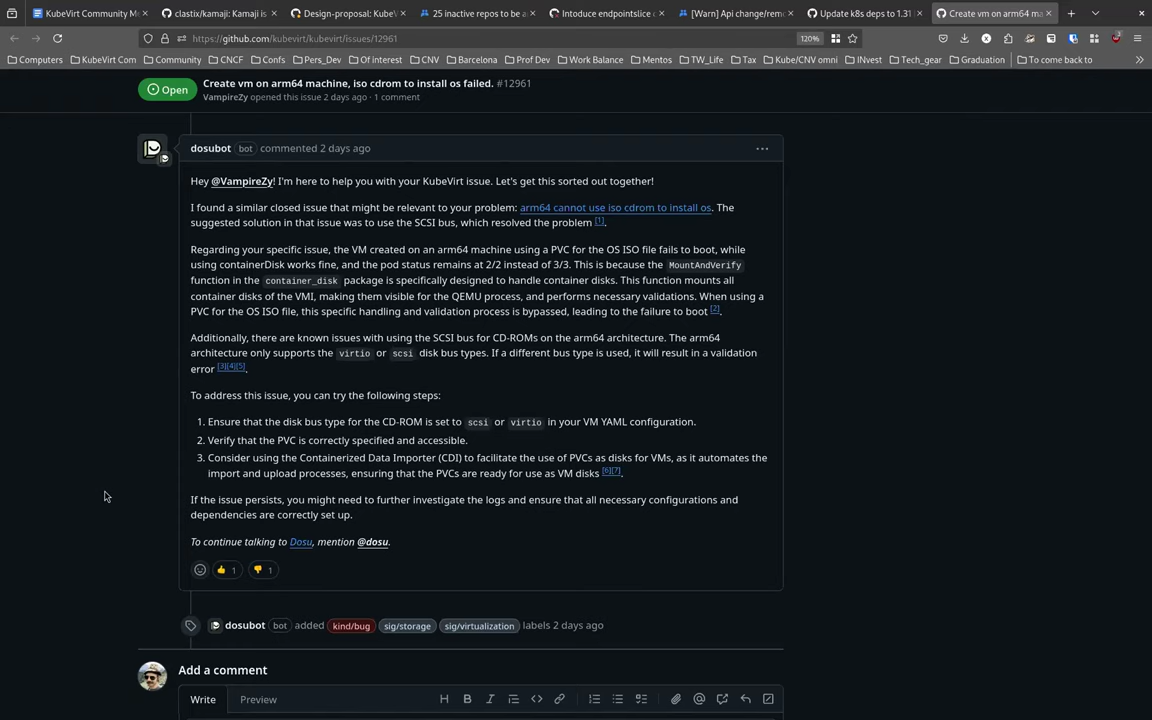 KubeVirt Community M
clastix/kamaji: Kamaji is
Design-proposal: KubeV
25 inactive repos to be a
Intoduce endpointslice c
[Warn] Api change/rem
Update k8s deps to 1.31
Create vm on arm64 ma
https://github.com/kubevirt/kubevirt/issues/12961
120%
Computers KubeVirt Com Community CNCF Confs Pers_Dev Of interest CNV Barcelona Prof Dev Work Balance Mentos TW_Life Tax Kube/CNV omni INvest Tech_gear Graduation To come back to
Open
Create vm on arm64 machine, iso cdrom to install os failed. #12961
VampireZy opened this issue 2 days ago · 1 comment
dosubot bot commented 2 days ago
Hey @VampireZy! I'm here to help you with your KubeVirt issue. Let's get this sorted out together!
I found a similar closed issue that might be relevant to your problem: arm64 cannot use iso cdrom to install os. The
suggested solution in that issue was to use the SCSI bus, which resolved the problem [1].
Regarding your specific issue, the VM created on an arm64 machine using a PVC for the OS ISO file fails to boot, while
using containerDisk works fine, and the pod status remains at 2/2 instead of 3/3. This is because the MountAndVerify
function in the container_disk package is specifically designed to handle container disks. This function mounts all
container disks of the VMI, making them visible for the QEMU process, and performs necessary validations. When using a
PVC for the OS ISO file, this specific handling and validation process is bypassed, leading to the failure to boot [2].
Additionally, there are known issues with using the SCSI bus for CD-ROMs on the arm64 architecture. The arm64
architecture only supports the virtio or scsi disk bus types. If a different bus type is used, it will result in a validation
error [3][4][5].
To address this issue, you can try the following steps:
1. Ensure that the disk bus type for the CD-ROM is set to scsi or virtio in your VM YAML configuration.
2. Verify that the PVC is correctly specified and accessible.
3. Consider using the Containerized Data Importer (CDI) to facilitate the use of PVCs as disks for VMs, as it automates the
import and upload processes, ensuring that the PVCs are ready for use as VM disks [6][7].
If the issue persists, you might need to further investigate the logs and ensure that all necessary configurations and
dependencies are correctly set up.
To continue talking to Dosu, mention @dosu.
👍 1 👎 1
dosubot bot added kind/bug sig/storage sig/virtualization labels 2 days ago
Add a comment
Write Preview